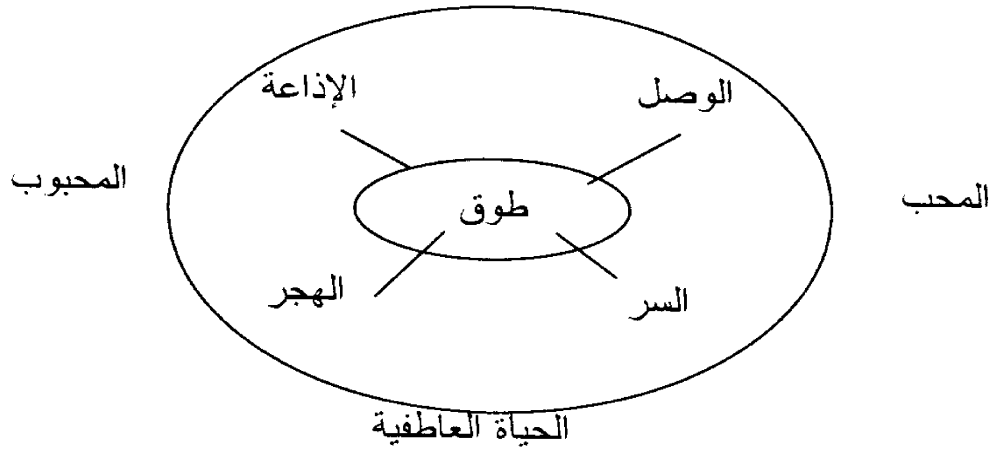 الوصل
الإذاعة
المحب
طوق
المحبوب
السر
الهجر
الحياة العاطفية